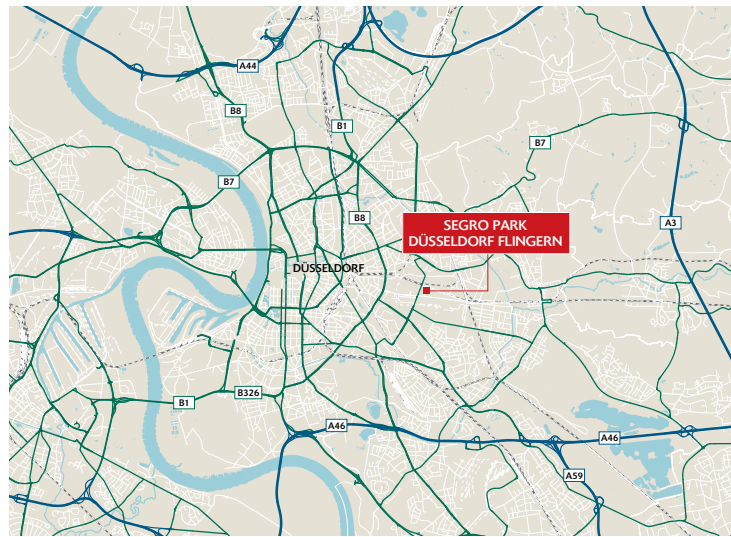 A44
B8
B1
B7
B7
B8
A3
SEGRO PARK
DÜSSELDORF FLINGERN
DÜSSELDORF
B326
B1
A46
A46
A59